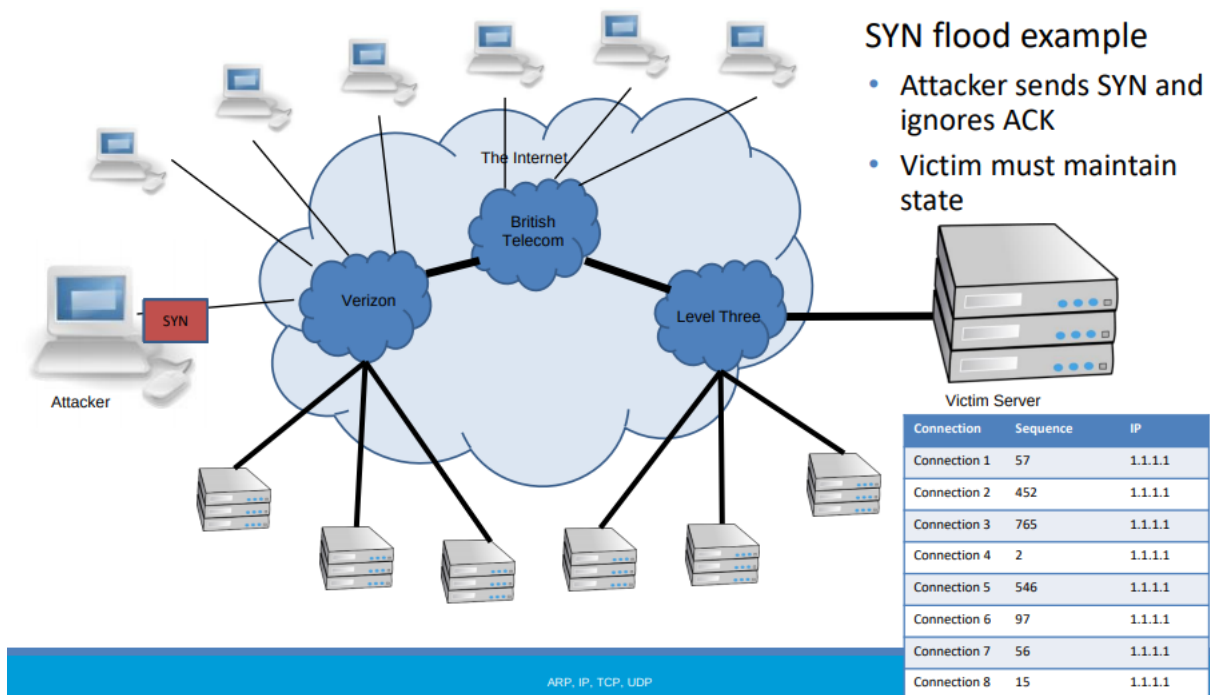 SYN flood example
• Attacker sends SYN and
ignores ACK
• Victim must maintain
state
The Internet
British
Telecom
Verizon
Level Three
SYN
Attacker
Victim Server
Connection Sequence IP
Connection 1 57 1.1.1.1
Connection 2 452 1.1.1.1
Connection 3 765 1.1.1.1
Connection 4 2 1.1.1.1
Connection 5 546 1.1.1.1
Connection 6 97 1.1.1.1
Connection 7 56 1.1.1.1
Connection 8 15 1.1.1.1
ARP, IP, TCP, UDP